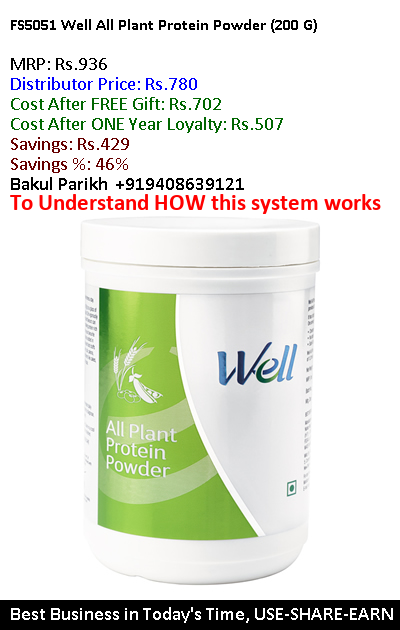 FS5051 Well All Plant Protein Powder (200 G)
MRP: Rs.936
Distributor Price: Rs.780
Cost After FREE Gift: Rs.702
Cost After ONE Year Loyalty: Rs.507
Savings: Rs.429
Savings %: 46%
Bakul Parikh +919408639121
To Understand HOW this system works
Well
All Plant
Protein
Powder
Best Business in Today's Time, USE-SHARE-EARN